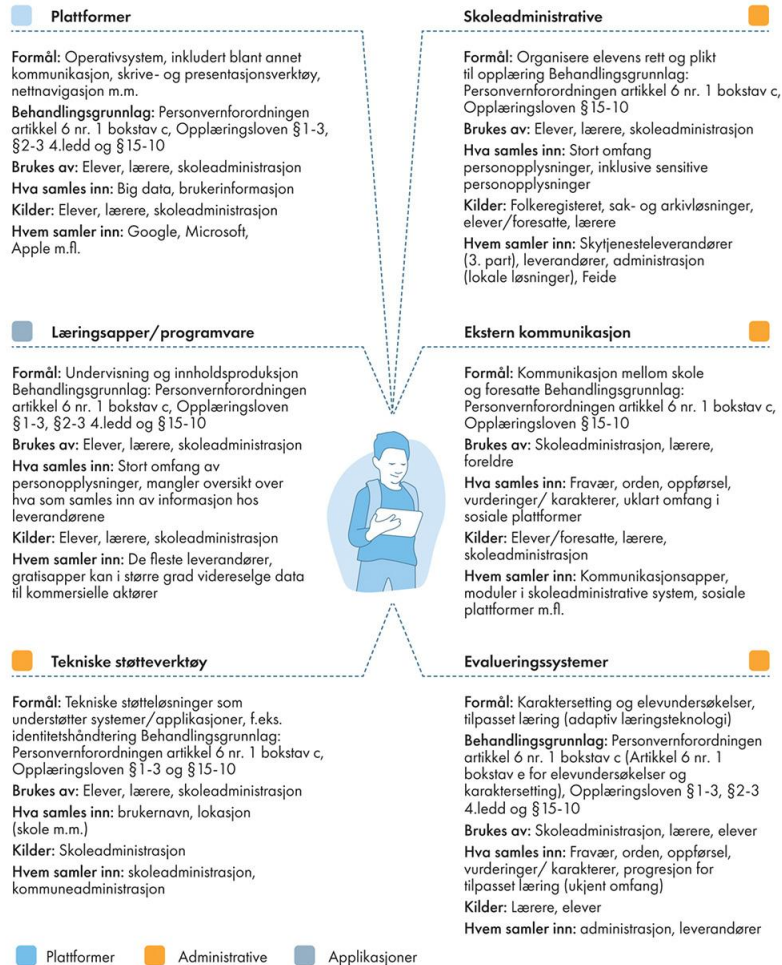 Plattformer
Formål: Operativsystem, inkludert blant annet
kommunikasjon, skrive- og presentasjonsverktøy,
nettnavigasjon m.m.
Behandlingsgrunnlag: Personvernforordningen
artikkel 6 nr. 1 bokstav c, Opplæringsloven §1-3,
§2-3 4.ledd og §15-10
Brukes av: Elever, lærere, skoleadministrasjon
Hva samles inn: Big data, brukerinformasjon
Kilder: Elever, lærere, skoleadministrasjon
Hvem samler inn: Google, Microsoft,
Apple m.fl.
Skoleadministrative
Formål: Organisere elevens rett og plikt
til opplæring Behandlingsgrunnlag:
Personvernforordningen artikkel 6 nr. 1 bokstav c,
Opplæringsloven §15-10
Brukes av: Elever, lærere, skoleadministrasjon
Hva samles inn: Stort omfang
personopplysninger, inklusive sensitive
personopplysninger
Kilder: Folkeregisteret, sak- og arkivløsninger,
elever/foresatte, lærere
Hvem samler inn: Skytjenesteleverandører
(3. part), leverandører, administrasjon
(lokale løsninger), Feide
Læringsapper/programvare
Formål: Undervisning og innholdsproduksjon
Behandlingsgrunnlag: Personvernforordningen
artikkel 6 nr. 1 bokstav c, Opplæringsloven
§1-3, §2-3 4.ledd og §15-10
Brukes av: Elever, lærere, skoleadministrasjon
Hva samles inn: Stort omfang av
personopplysninger, mangler oversikt over
hva som samles inn av informasjon hos
leverandørene
Kilder: Elever, lærere, skoleadministrasjon
Hvem samler inn: De fleste leverandører,
gratisapper kan i større grad videreselge data
til kommersielle aktører
Ekstern kommunikasjon
Formål: Kommunikasjon mellom skole
og foresatte Behandlingsgrunnlag:
Personvernforordningen artikkel 6 nr. 1 bokstav c,
Opplæringsloven §15-10
Brukes av: Skoleadministrasjon, lærere,
foreldre
Hva samles inn: Fravær, orden, oppførsel,
vurderinger/ karakterer, uklart omfang i
sosiale plattformer
Kilder: Elever/foresatte, lærere,
skoleadministrasjon
Hvem samler inn: Kommunikasjonsapper,
moduler i skoleadministrative system, sosiale
plattformer m.fl.
Tekniske støtteverktøy
Formål: Tekniske støtteløsninger som
understøtter systemer/applikasjoner, f.eks.
identitetshåndtering Behandlingsgrunnlag:
Personvernforordningen artikkel 6 nr. 1 bokstav c,
Opplæringsloven §1-3 og §15-10
Brukes av: Elever, lærere, skoleadministrasjon
Hva samles inn: brukernavn, lokasjon
(skole m.m.)
Kilder: Skoleadministrasjon
Hvem samler inn: skoleadministrasjon,
kommuneadministrasjon
Evalueringssystemer
Formål: Karaktersetting og elevundersøkelser,
tilpasset læring (adaptiv læringsteknologi)
Behandlingsgrunnlag: Personvernforordningen
artikkel 6 nr. 1 bokstav c (Artikkel 6 nr. 1
bokstav e for elevundersøkelser og
karaktersetting), Opplæringsloven §1-3, §2-3
4.ledd og §15-10
Brukes av: Skoleadministrasjon, lærere, elever
Hva samles inn: Fravær, orden, oppførsel,
vurderinger/ karakterer, progresjon for
tilpasset læring (ukjent omfang)
Kilder: Lærere, elever
Hvem samler inn: administrasjon, leverandører
Plattformer
Administrative
Applikasjoner